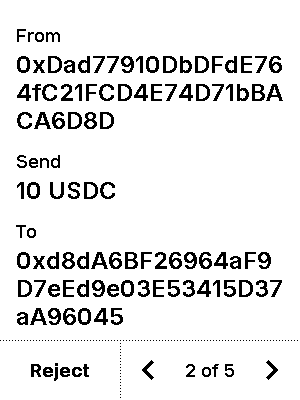 From
0xDad77910DbDFdE76
4fC21FCD4E74D71bBA
CA6D8D
Send
10 USDC
To
0xd8dA6BF26964aF9
D7eEd9e03E53415D37
aA96045
Reject
2 of 5